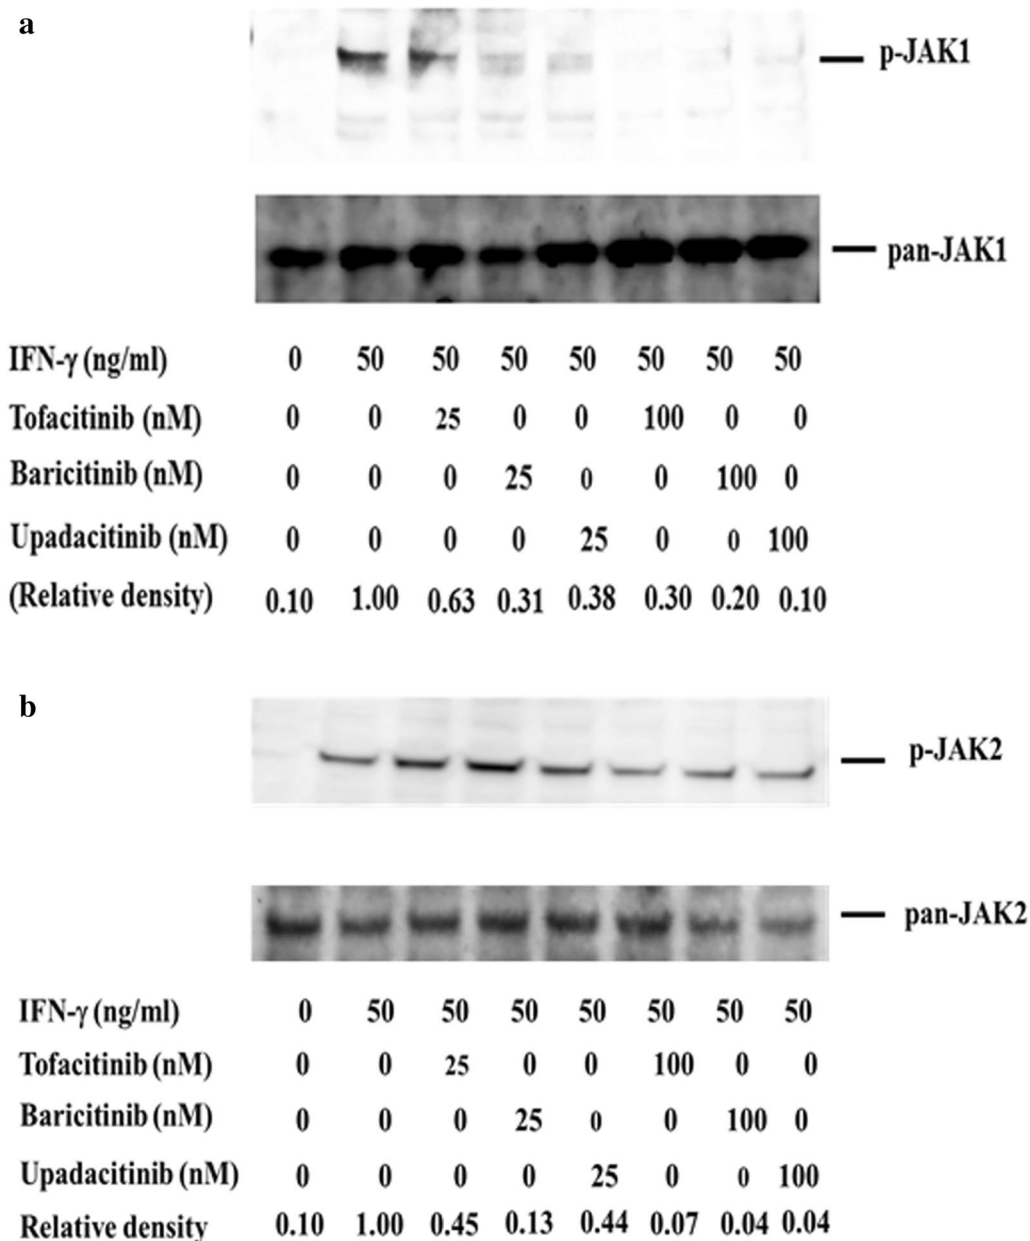 a
p-JAK1
pan-JAK1
IFN-γ (ng/ml) 0 50 50 50 50 50 50 50
Tofacitinib (nM) 0 0 25 0 0 100 0 0
Baricitinib (nM) 0 0 0 25 0 0 100 0
Upadacitinib (nM) 0 0 0 0 25 0 0 100
(Relative density) 0.10 1.00 0.63 0.31 0.38 0.30 0.20 0.10
b
p-JAK2
pan-JAK2
IFN-γ (ng/ml) 0 50 50 50 50 50 50 50
Tofacitinib (nM) 0 0 25 0 0 100 0 0
Baricitinib (nM) 0 0 0 25 0 0 100 0
Upadacitinib (nM) 0 0 0 0 25 0 0 100
Relative density 0.10 1.00 0.45 0.13 0.44 0.07 0.04 0.04